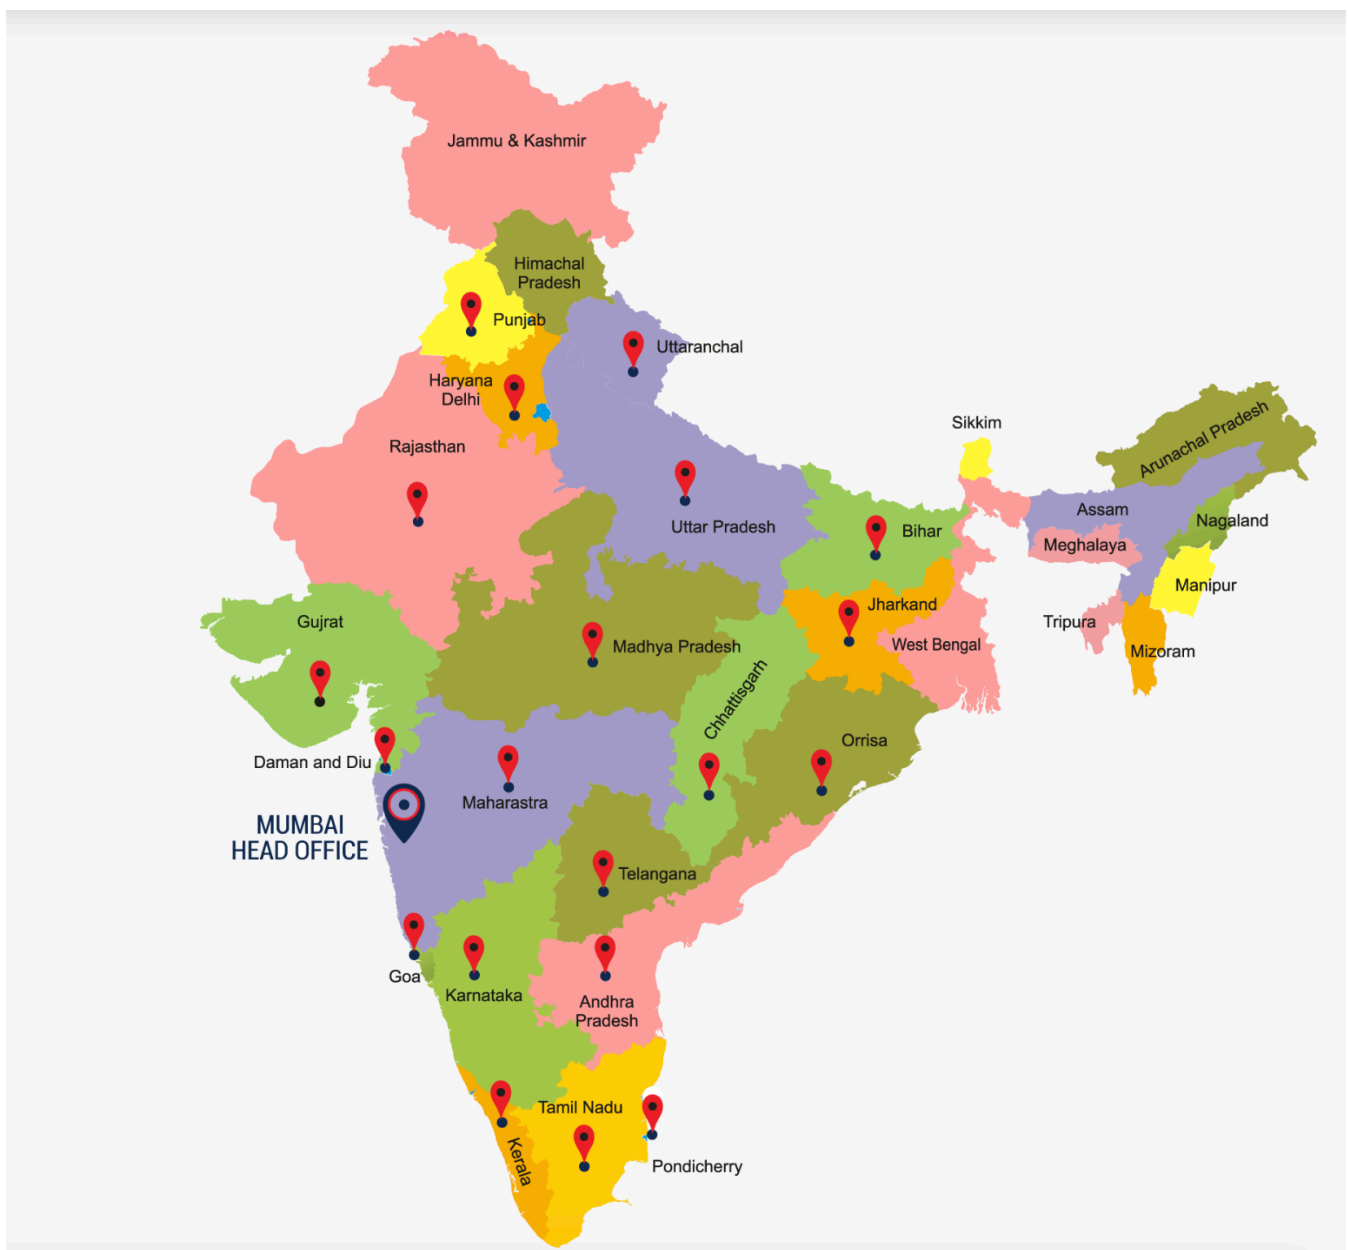 Jammu & Kashmir
Himachal
Pradesh
Punjab
Uttaranchal
Haryana
Delhi
Rajasthan
Sikkim
Arunachal Pradesh
Assam
Nagaland
Uttar Pradesh
Bihar
Meghalaya
Manipur
Jharkand
Tripura
Gujrat
Madhya Pradesh
West Bengal
Mizoram
Chhattisgarh
Orrisa
Daman and Diu
Maharastra
MUMBAI
HEAD OFFICE
Telangana
Goa
Karnataka
Andhra
Pradesh
Tamil Nadu
Kerala
Pondicherry